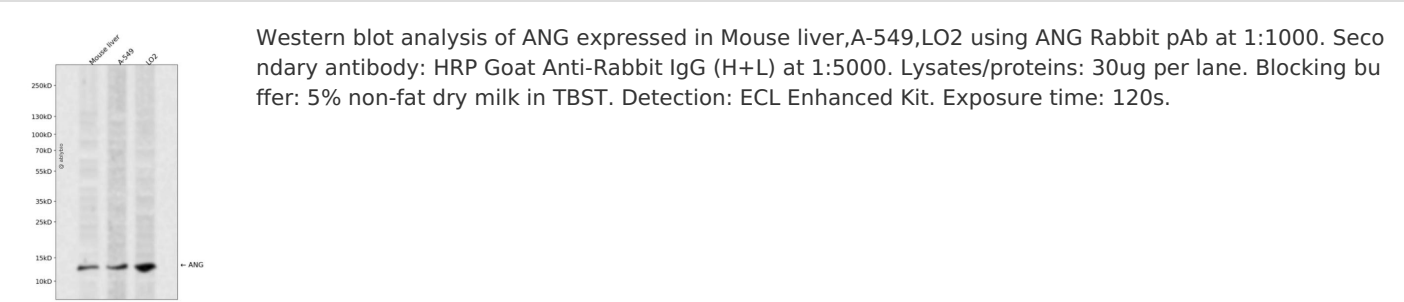 Mouse liver
A-549
LO2
Western blot analysis of ANG expressed in Mouse liver,A-549,LO2 using ANG Rabbit pAb at 1:1000. Seco
ndary antibody: HRP Goat Anti-Rabbit IgG (H+L) at 1:5000. Lysates/proteins: 30ug per lane. Blocking bu
ffer: 5% non-fat dry milk in TBST. Detection: ECL Enhanced Kit. Exposure time: 120s.
250kD
130kD
100kD
70kD
55kD
35kD
25kD
15kD
← ANG
10kD